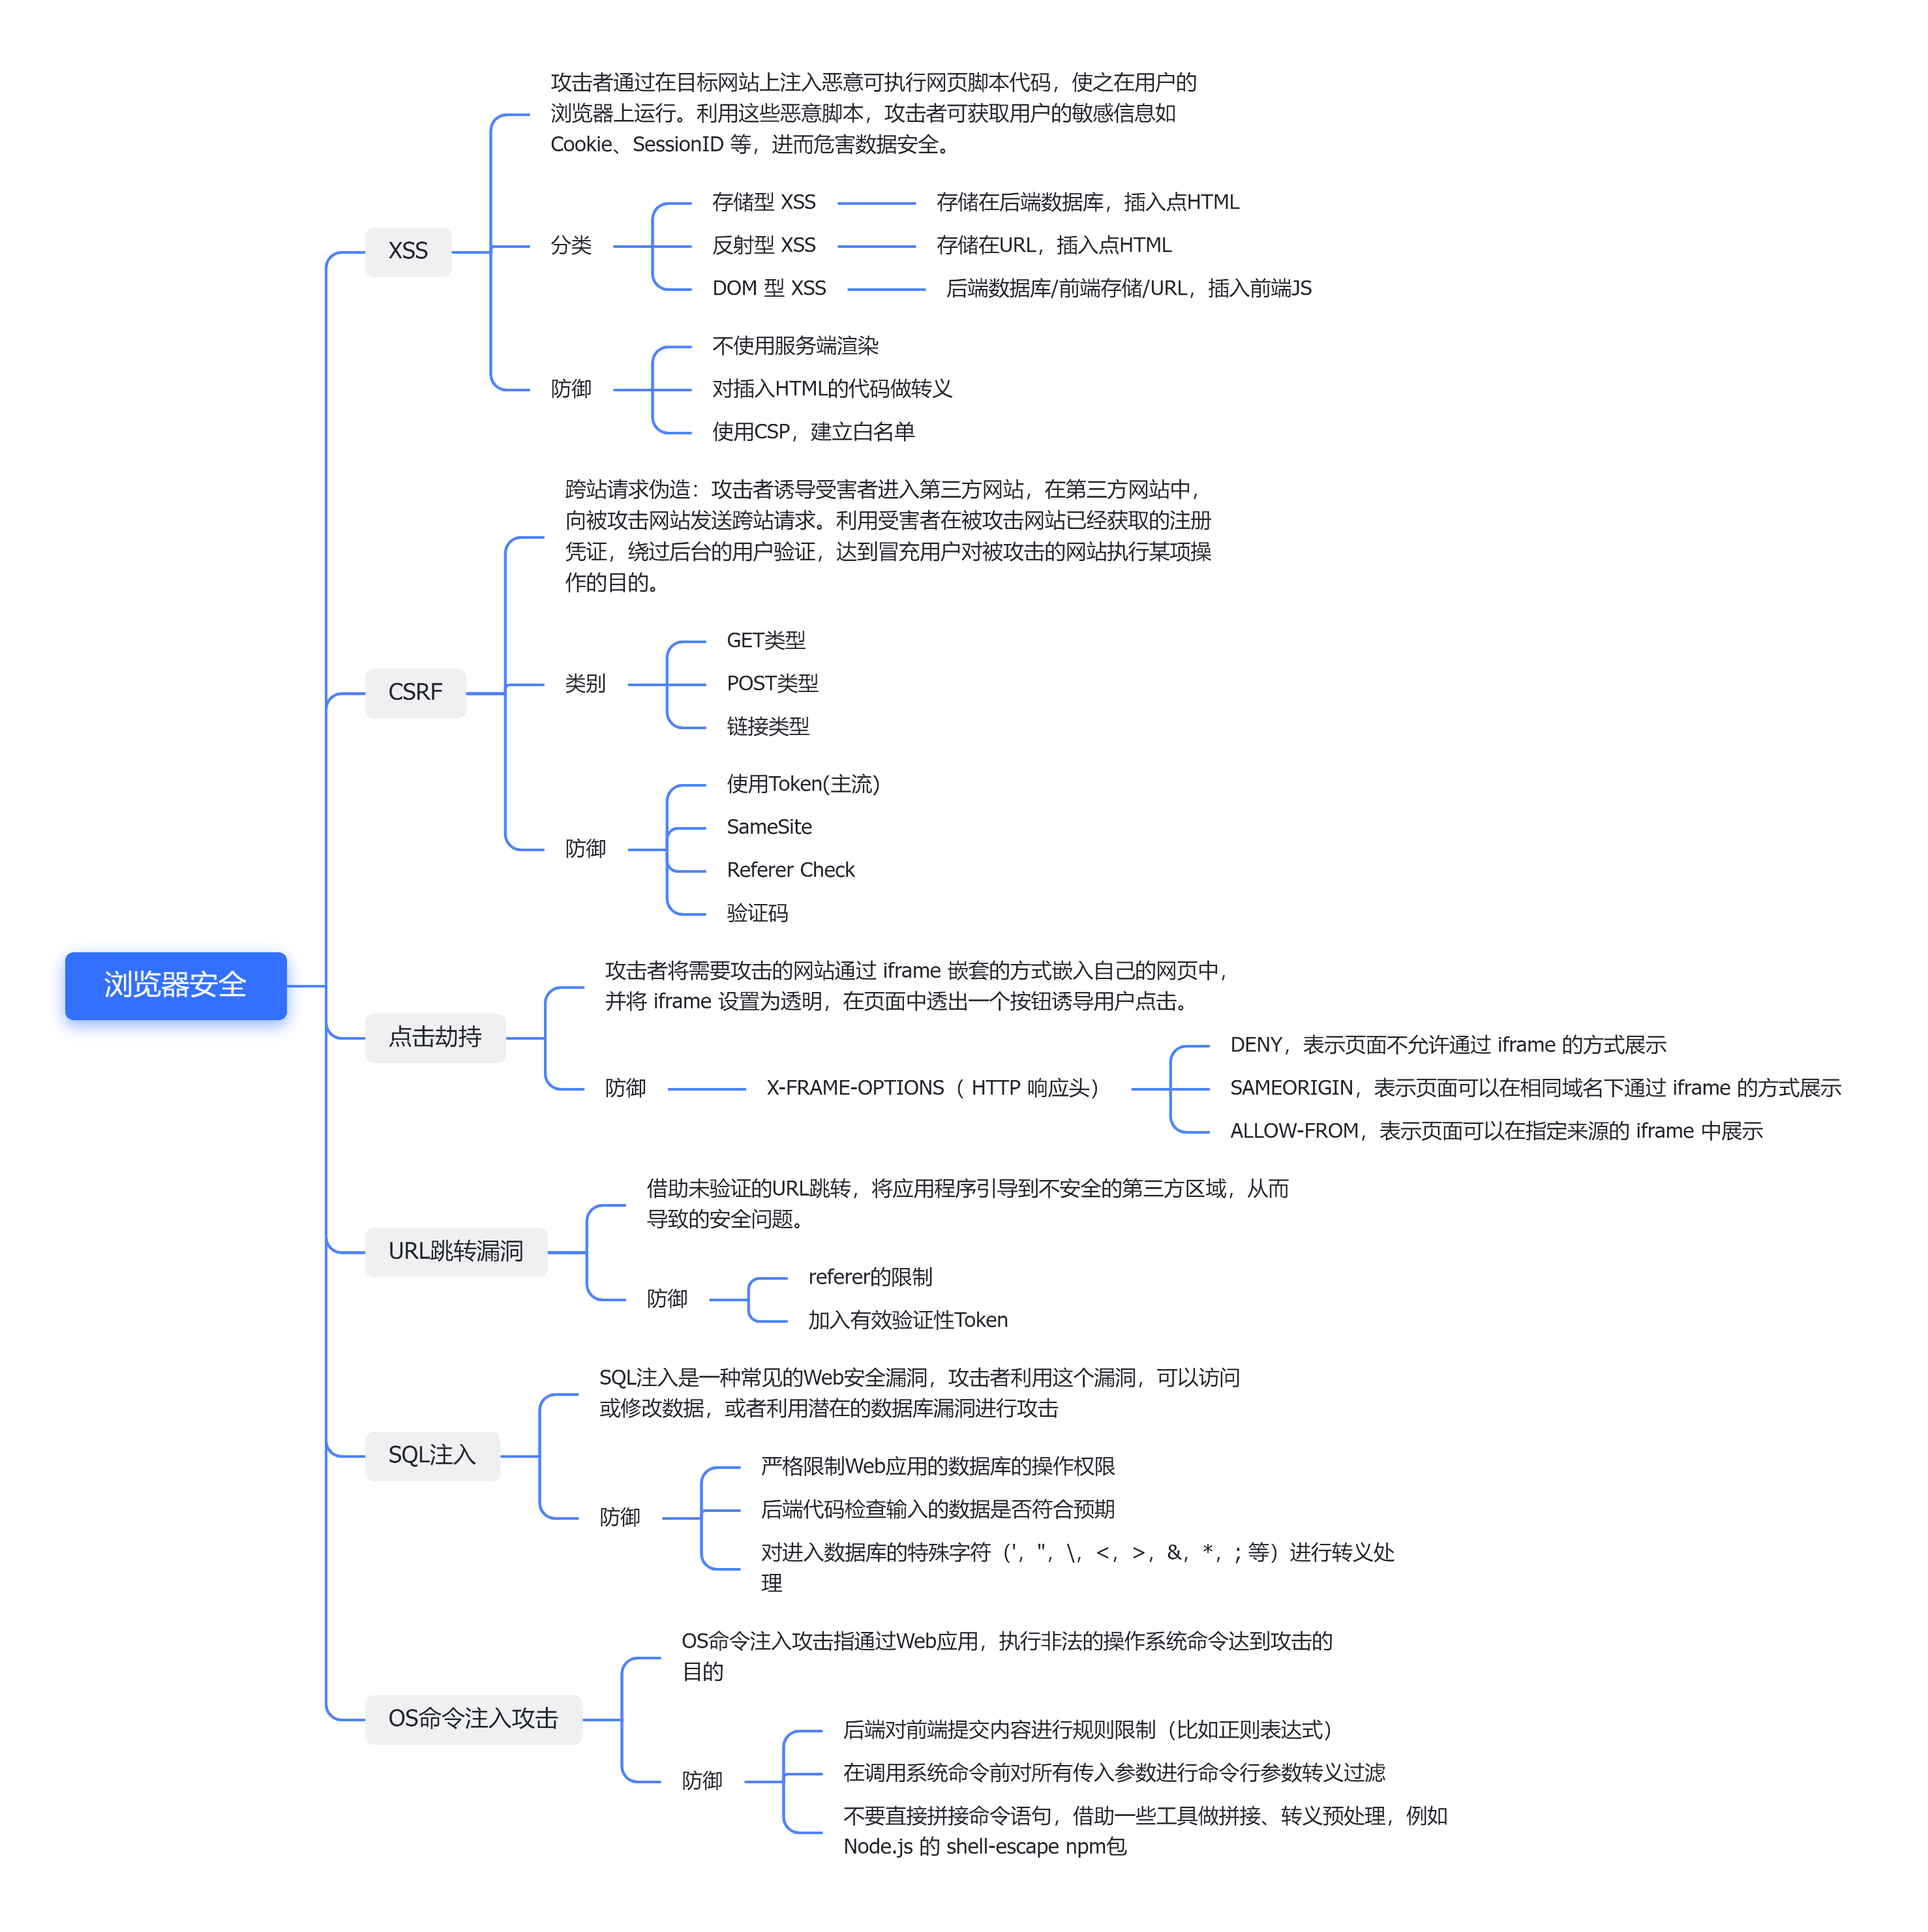 攻击者通过在目标网站上注入恶意可执行网页脚本代码，使之在用户的
浏览器上运行。利用这些恶意脚本，攻击者可获取用户的敏感信息如
Cookie、SessionID 等，进而危害数据安全。
存储型 XSS
存储在后端数据库，插入点HTML
XSS
分类
反射型 XSS
存储在URL，插入点HTML
DOM 型 XSS
后端数据库/前端存储/URL，插入前端JS
不使用服务端渲染
防御
对插入HTML的代码做转义
使用CSP，建立白名单
跨站请求伪造：攻击者诱导受害者进入第三方网站，在第三方网站中，
向被攻击网站发送跨站请求。利用受害者在被攻击网站已经获取的注册
凭证，绕过后台的用户验证，达到冒充用户对被攻击的网站执行某项操
作的目的。
GET类型
CSRF
类别
POST类型
链接类型
使用Token(主流)
SameSite
防御
Referer Check
验证码
浏览器安全
攻击者将需要攻击的网站通过 iframe 嵌套的方式嵌入自己的网页中，
并将 iframe 设置为透明，在页面中透出一个按钮诱导用户点击。
点击劫持
DENY，表示页面不允许通过 iframe 的方式展示
防御
X-FRAME-OPTIONS（ HTTP 响应头）
SAMEORIGIN，表示页面可以在相同域名下通过 iframe 的方式展示
ALLOW-FROM，表示页面可以在指定来源的 iframe 中展示
借助未验证的URL跳转，将应用程序引导到不安全的第三方区域，从而
导致的安全问题。
URL跳转漏洞
referer的限制
防御
加入有效验证性Token
SQL注入是一种常见的Web安全漏洞，攻击者利用这个漏洞，可以访问
或修改数据，或者利用潜在的数据库漏洞进行攻击
SQL注入
严格限制Web应用的数据库的操作权限
防御
后端代码检查输入的数据是否符合预期
对进入数据库的特殊字符（'，"，\，<，>，&，*，; 等）进行转义处
理
OS命令注入攻击指通过Web应用，执行非法的操作系统命令达到攻击的
目的
OS命令注入攻击
后端对前端提交内容进行规则限制（比如正则表达式）
防御
在调用系统命令前对所有传入参数进行命令行参数转义过滤
不要直接拼接命令语句，借助一些工具做拼接、转义预处理，例如
Node.js 的 shell-escape npm包